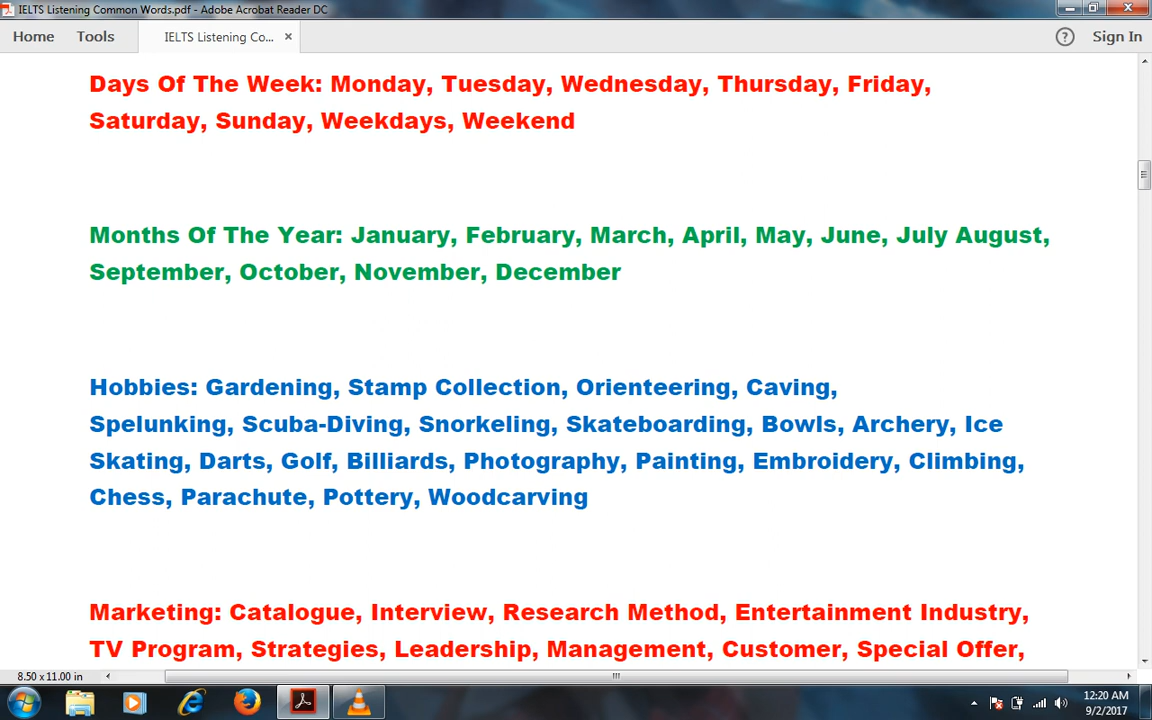 IELTS Listening Common Words.pdf - Adobe Acrobat Reader DC
Home Tools IELTS Listening Co... × ? Sign In
Days Of The Week: Monday, Tuesday, Wednesday, Thursday, Friday,
Saturday, Sunday, Weekdays, Weekend
Months Of The Year: January, February, March, April, May, June, July August,
September, October, November, December
Hobbies: Gardening, Stamp Collection, Orienteering, Caving,
Spelunking, Scuba-Diving, Snorkeling, Skateboarding, Bowls, Archery, Ice
Skating, Darts, Golf, Billiards, Photography, Painting, Embroidery, Climbing,
Chess, Parachute, Pottery, Woodcarving
Marketing: Catalogue, Interview, Research Method, Entertainment Industry,
TV Program, Strategies, Leadership, Management, Customer, Special Offer,
8.50 x 11.00 in
12:20 AM
9/2/2017